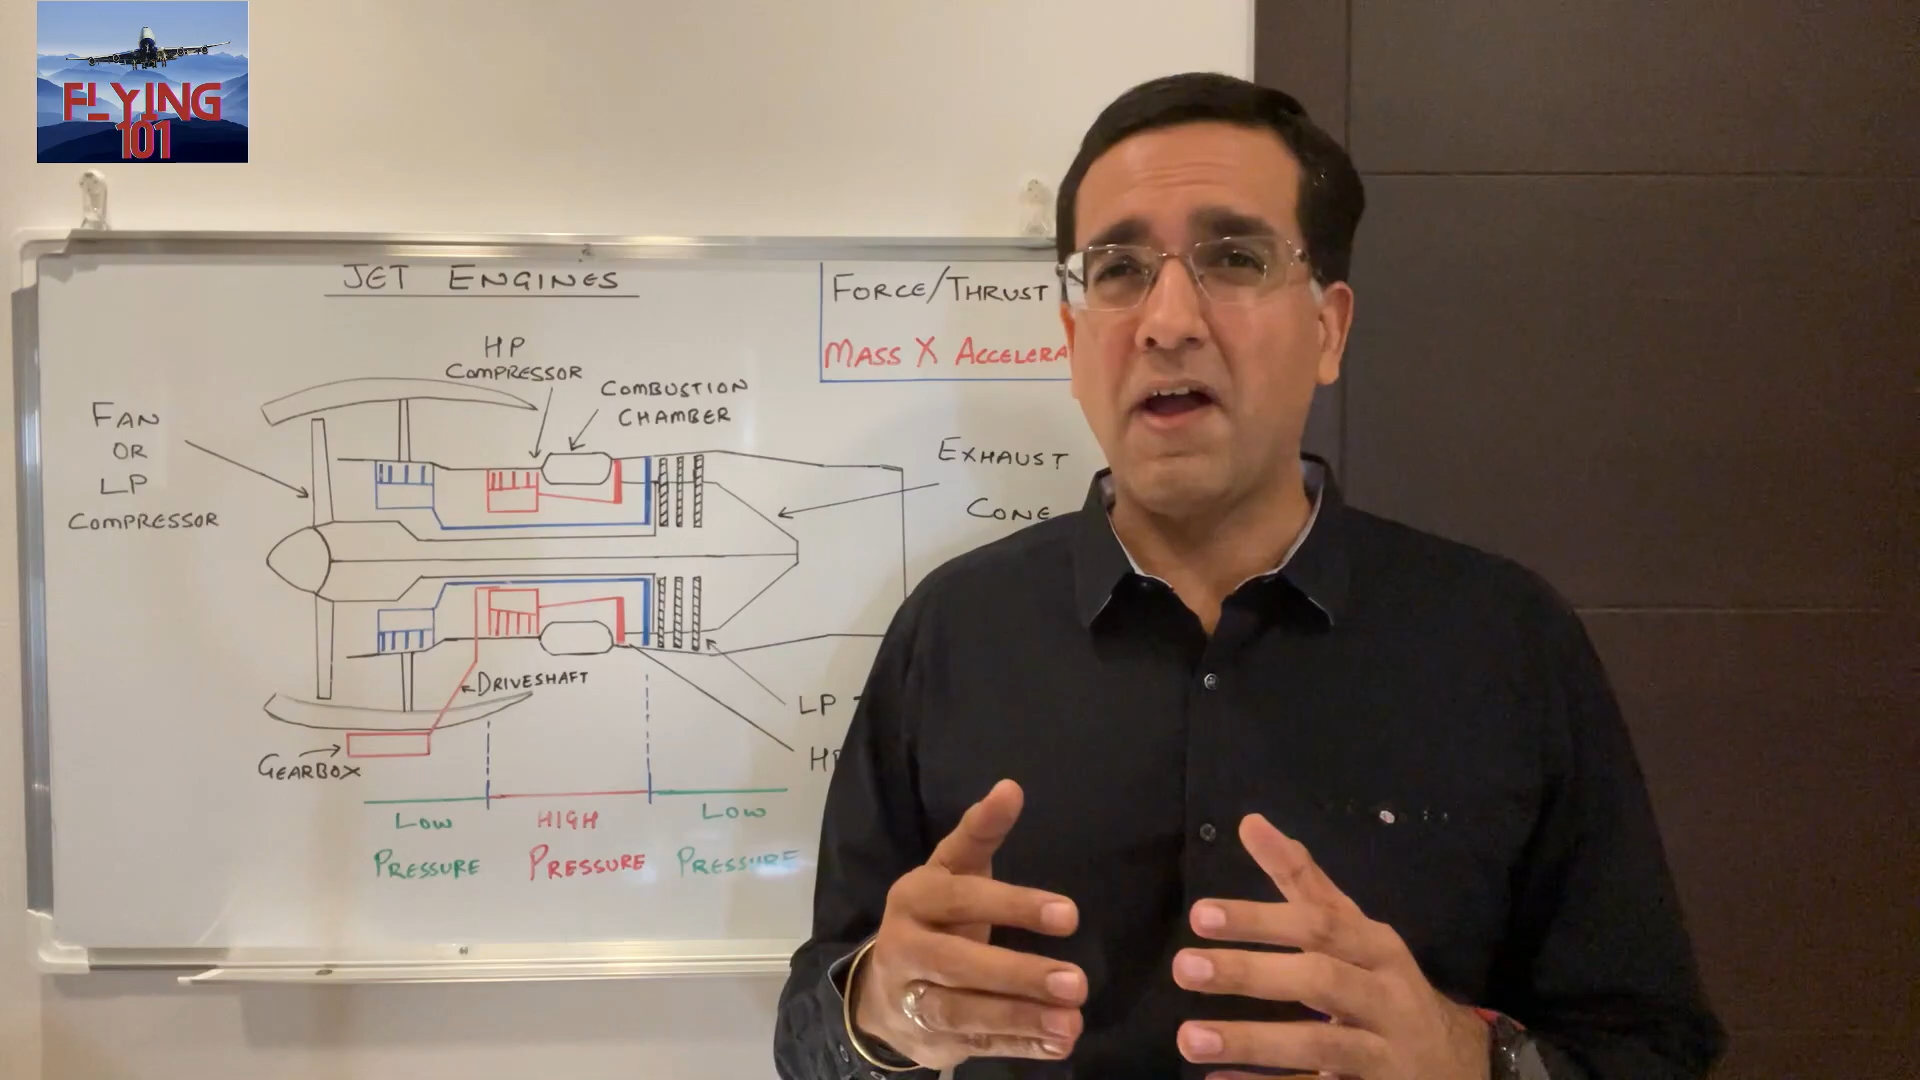 FLYING
101
JET ENGINES
FORCE/THRUST
MASS X
HP
COMPRESSOR
COMBUSTION
CHAMBER
FAN
OR
LP
COMPRESSOR
EXHAUST
CONE
DRIVESHAFT
LP
GEARBOX
LOW
PRESSURE
HIGH
PRESSURE
LOW
PRESSURE